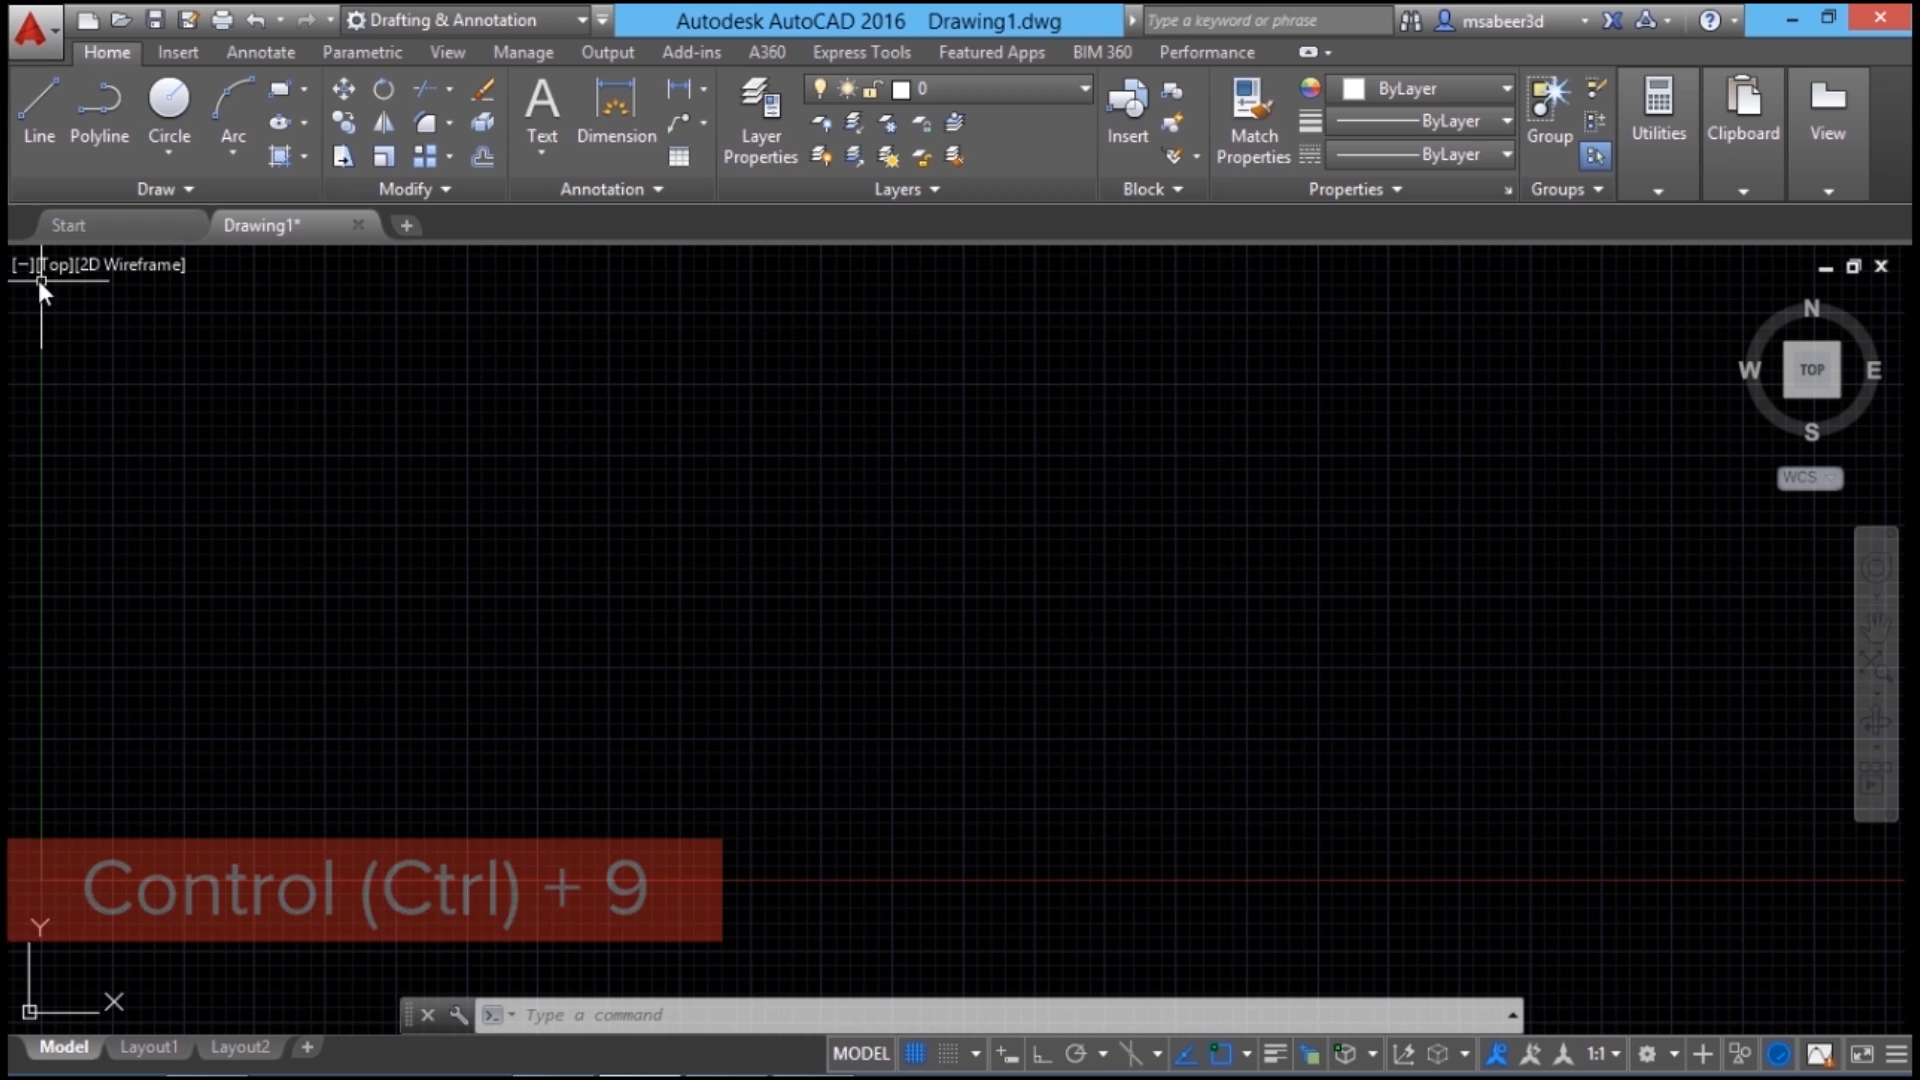 Drafting & Annotation
Autodesk AutoCAD 2016 Drawing1.dwg
Type a keyword or phrase
msabeer3d
Home Insert Annotate Parametric View Manage Output Add-ins A360 Express Tools Featured Apps BIM 360 Performance
Line Polyline Circle Arc
Text Dimension
Layer Properties
0
Insert
Match Properties
ByLayer
ByLayer
ByLayer
Group
Utilities Clipboard View
Draw Modify Annotation Layers Block Properties Groups
Start Drawing1* +
[−][Top][2D Wireframe]
N
W TOP E
S
WCS
Control (Ctrl) + 9
Y
X
Type a command
Model Layout1 Layout2 +
MODEL 1:1